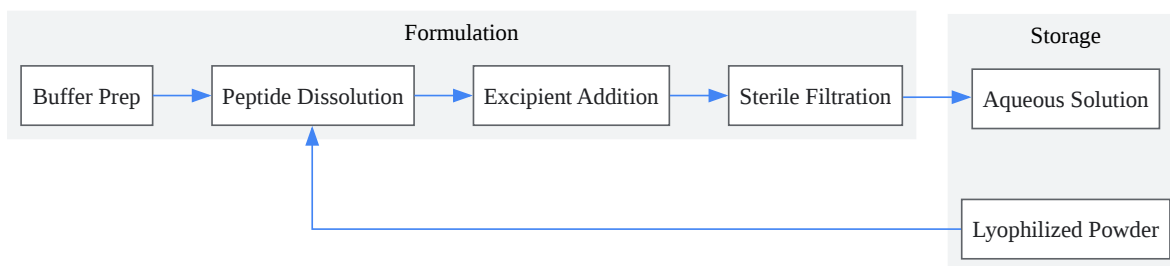 Formulation
Storage
Buffer Prep
Peptide Dissolution
Excipient Addition
Sterile Filtration
Aqueous Solution
Lyophilized Powder